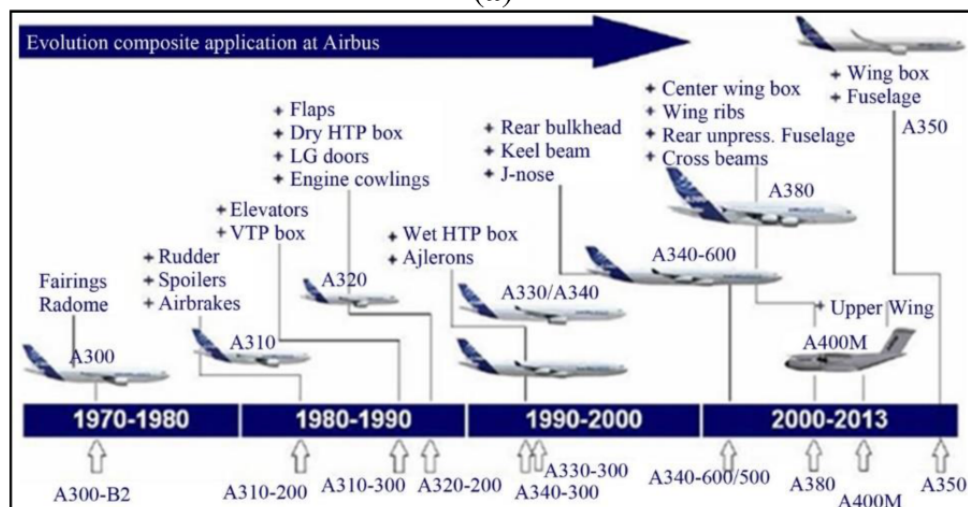 (a)
Evolution composite application at Airbus
+ Wing box
+ Fuselage
A350
+ Center wing box
+ Wing ribs
+ Rear unpress. Fuselage
+ Cross beams
A380
+ Flaps
+ Dry HTP box
+ LG doors
+ Engine cowlings
+ Rear bulkhead
+ Keel beam
+ J-nose
+ Elevators
+ VTP box
+ Wet HTP box
+ Ajlerons
A340-600
+ Rudder
+ Spoilers
+ Airbrakes
Fairings
Radome
A320
A330/A340
+ Upper Wing
A300
A310
A400M
1970-1980
1980-1990
1990-2000
2000-2013
A300-B2
A310-200
A310-300
A320-200
A330-300
A340-300
A340-600/500
A380
A400M
A350